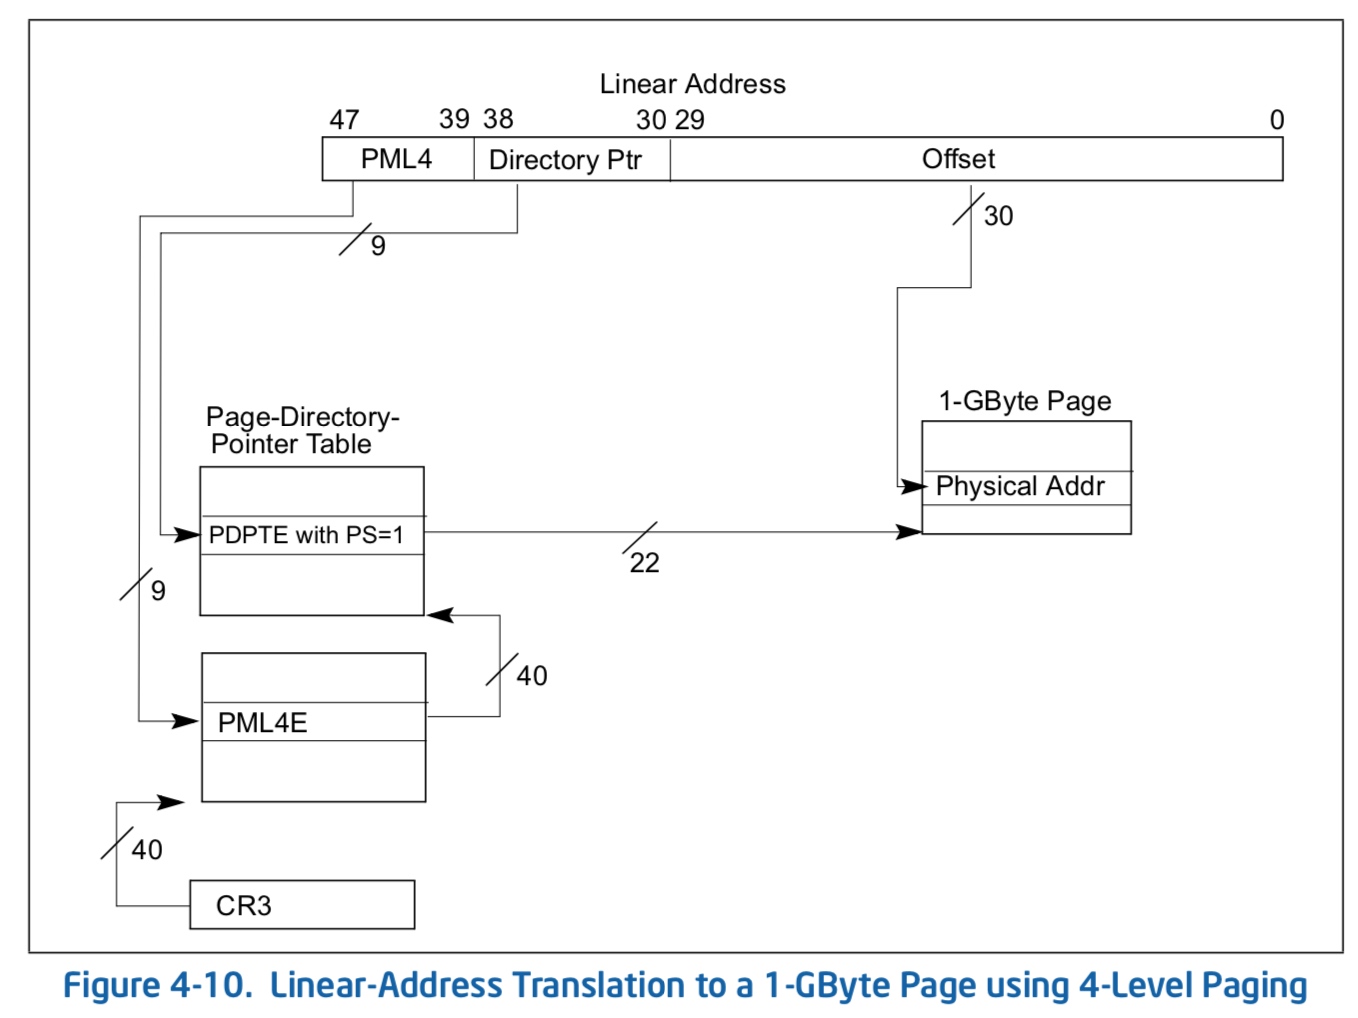 Linear Address
47 39 38 30 29 0
PML4 Directory Ptr Offset
9
30
1-GByte Page
Page-Directory-
Pointer Table
Physical Addr
PDPTE with PS=1
22
9
40
PML4E
40
CR3
Figure 4-10. Linear-Address Translation to a 1-GByte Page using 4-Level Paging